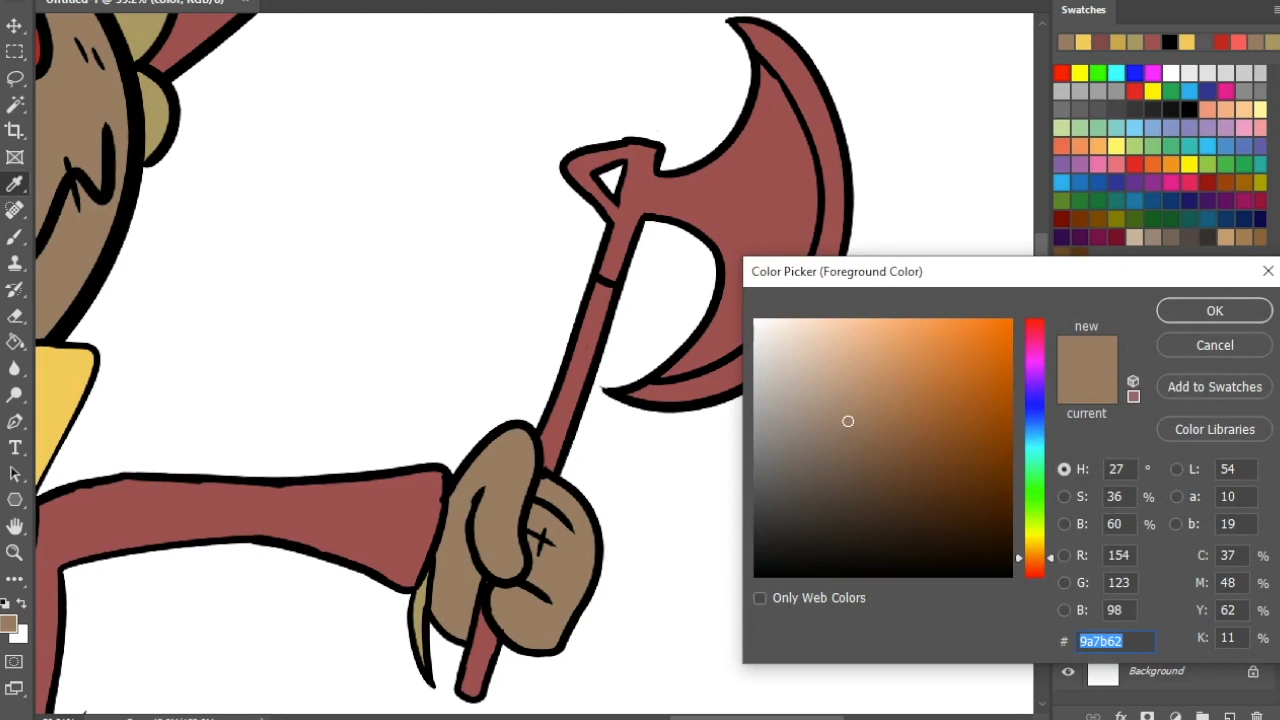 Swatches
Color Picker (Foreground Color)
new
current
OK
Cancel
Add to Swatches
Color Libraries
H: 27 °
S: 36 %
B: 60 %
R: 154
G: 123
B: 98
L: 54
a: 10
b: 19
C: 37 %
M: 48 %
Y: 62 %
K: 11 %
Only Web Colors
# 9a7b62
Background